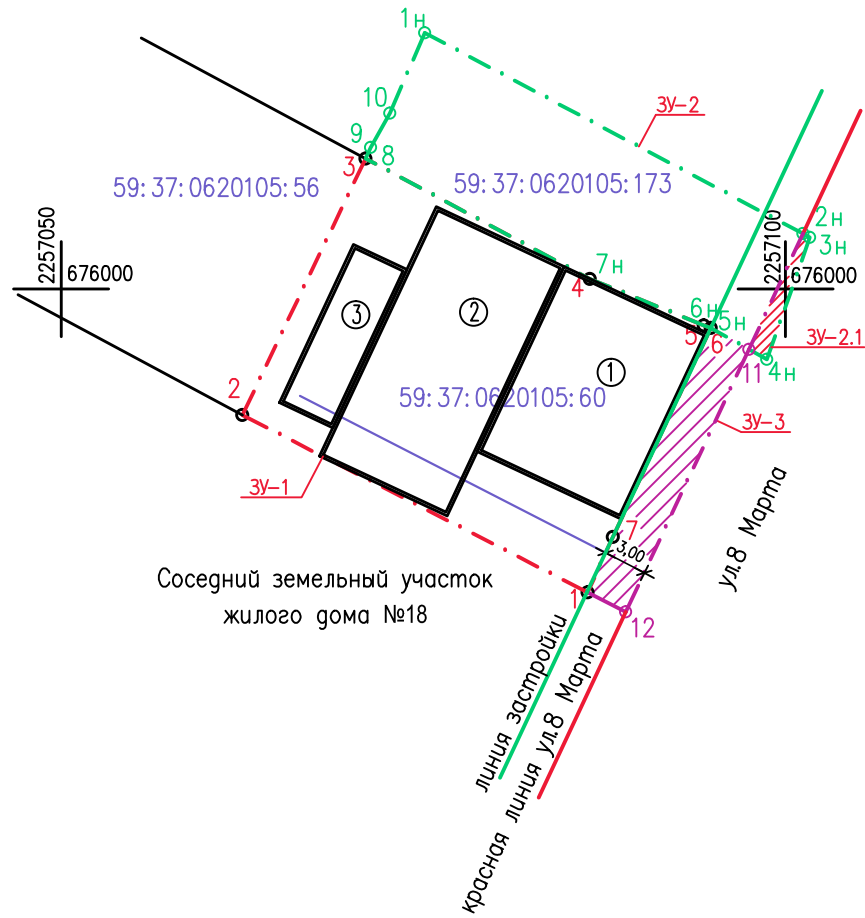 1н
10
9
8
3
ЗУ-2
59:37:0620105:56
59:37:0620105:173
2н
3н
2257050
676000
2257100
676000
7н
4
6н
5н
5
6
③
②
①
11
4н
ЗУ-2.1
59:37:0620105:60
2
ЗУ-3
ЗУ-1
7
3,00
ул.8 Марта
Соседний земельный участок
жилого дома №18
1
12
линия застройки
красная линия ул.8 Марта